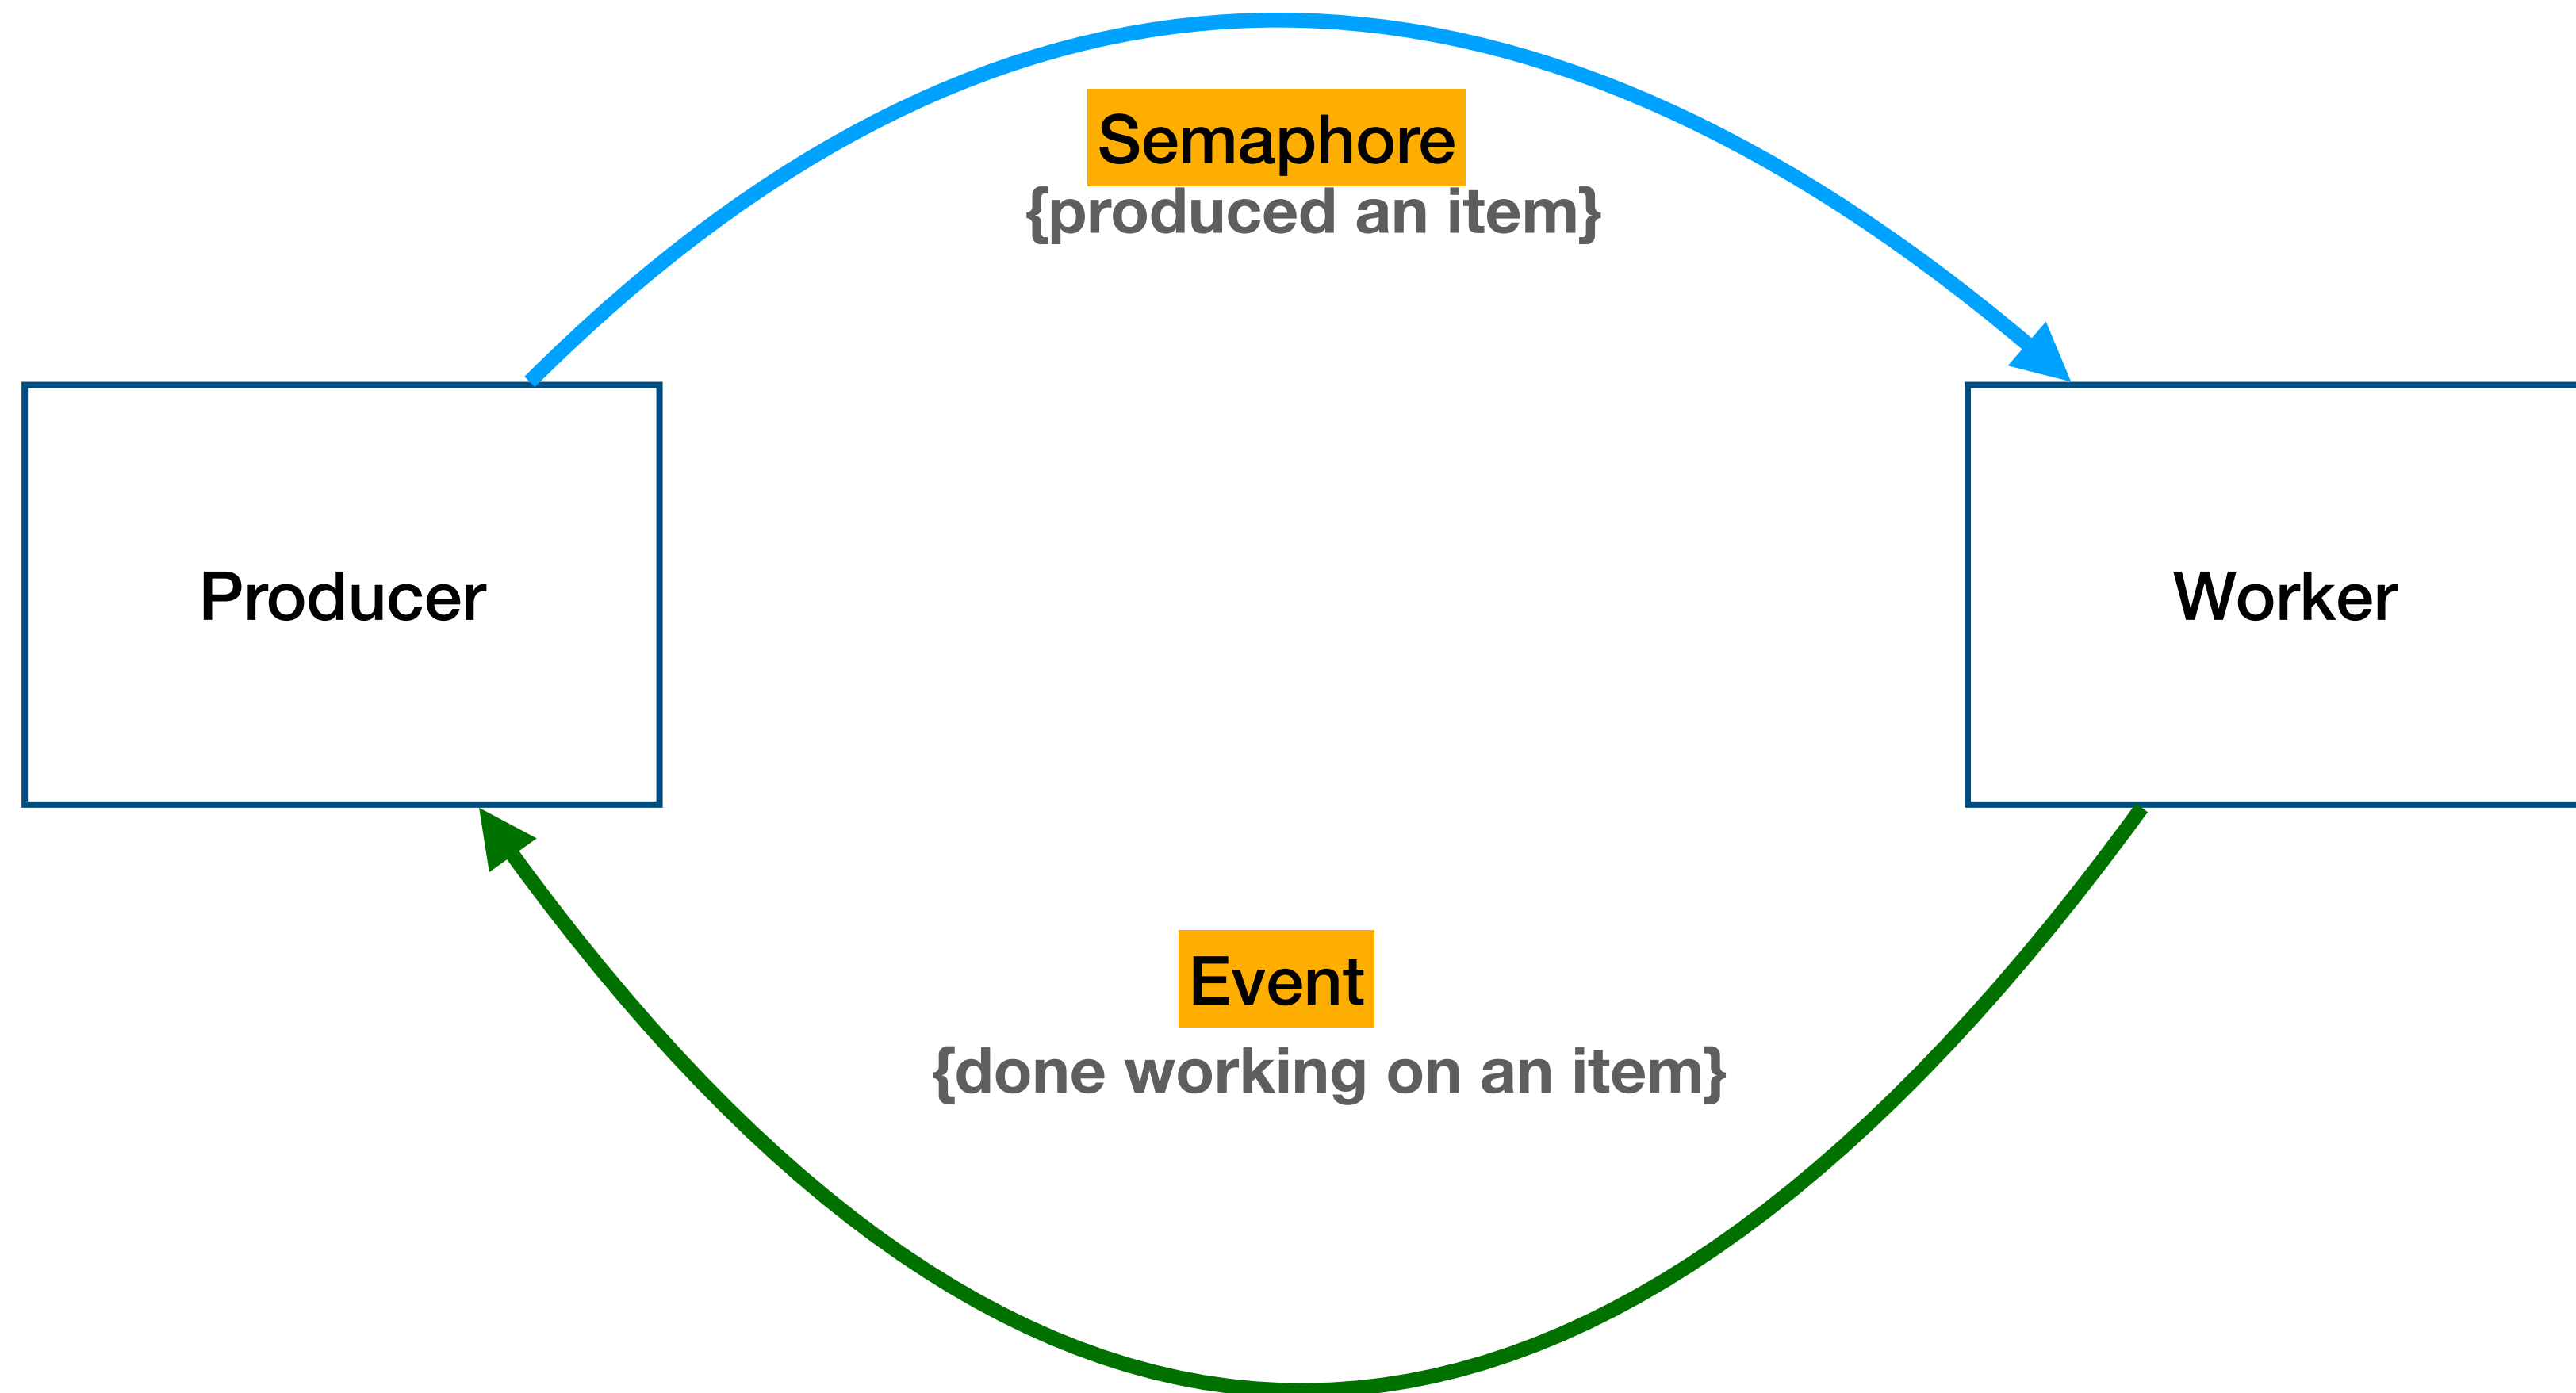 Semaphore
{produced an item}
Producer
Worker
Event
{done working on an item}